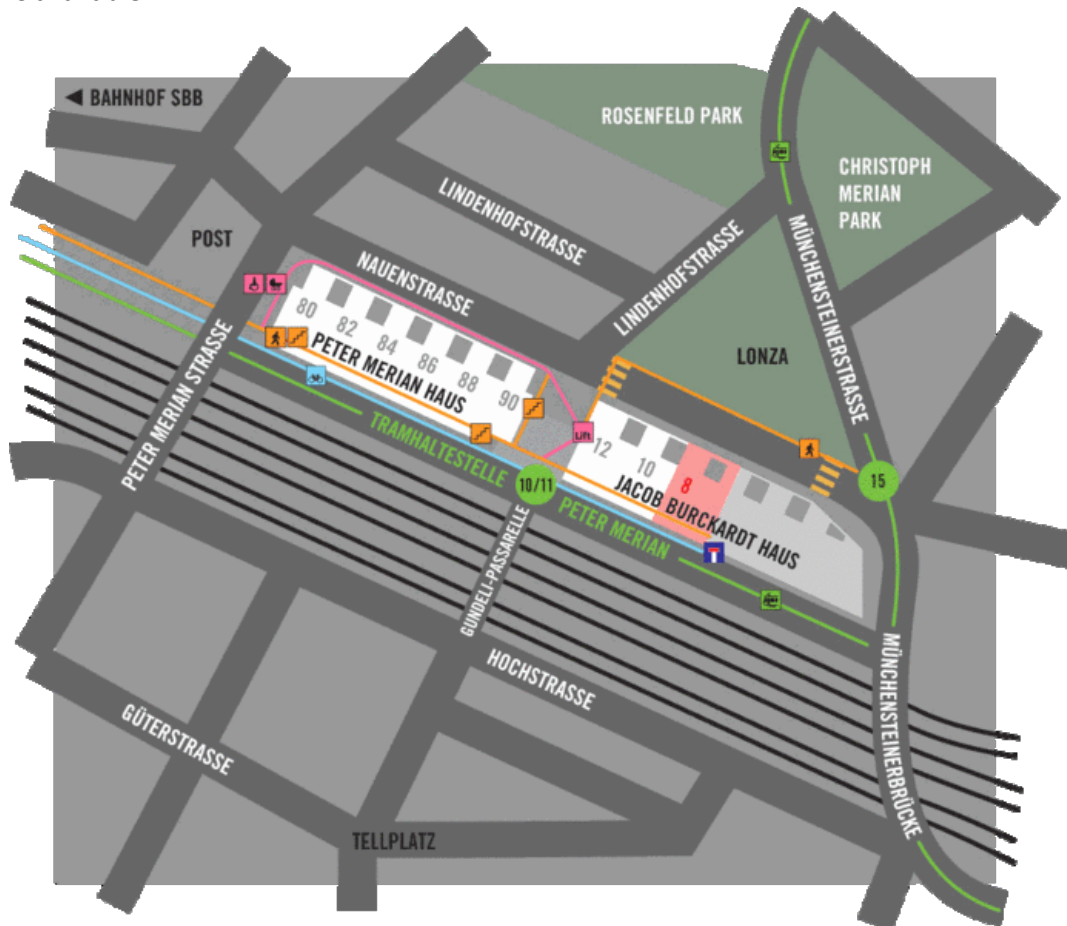 ◄ BAHNHOF SBB
ROSENFELD PARK
CHRISTOPH
MERIAN
PARK
LINDENHOFSTRASSE
POST
NAUENSTRASSE
LINDENHOFSTRASSE
MÜNCHENSTEINERSTRASSE
80
82
84
86
88
90
PETER MERIAN HAUS
LONZA
PETER MERIAN STRASSE
TRAMHALTESTELLE
PETER MERIAN
Lift
12
10
8
JACOB BURCKARDT HAUS
10/11
15
GUNDELI-PASSARELLE
HOCHSTRASSE
MÜNCHENSTEINERBRÜCKE
GÜTERSTRASSE
TELLPLATZ